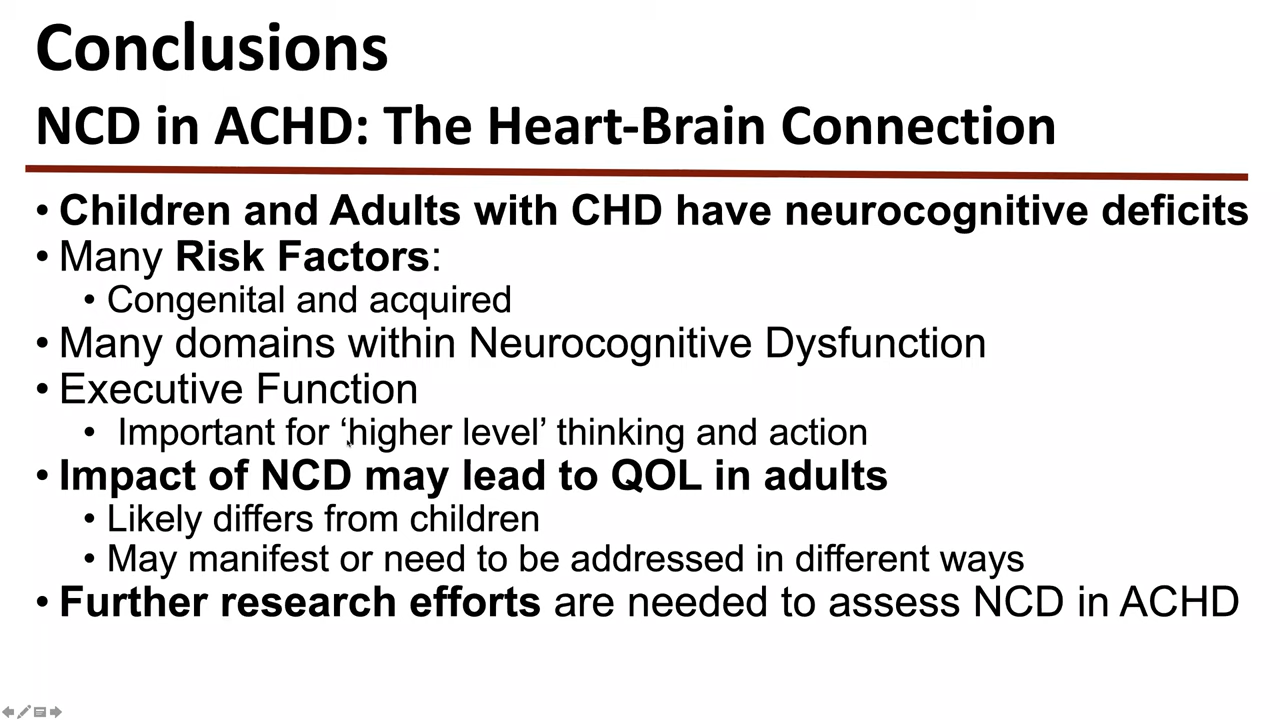 Conclusions
NCD in ACHD: The Heart-Brain Connection
• Children and Adults with CHD have neurocognitive deficits
• Many Risk Factors:
• Congenital and acquired
• Many domains within Neurocognitive Dysfunction
• Executive Function
• Important for ‘higher level’ thinking and action
• Impact of NCD may lead to QOL in adults
• Likely differs from children
• May manifest or need to be addressed in different ways
• Further research efforts are needed to assess NCD in ACHD